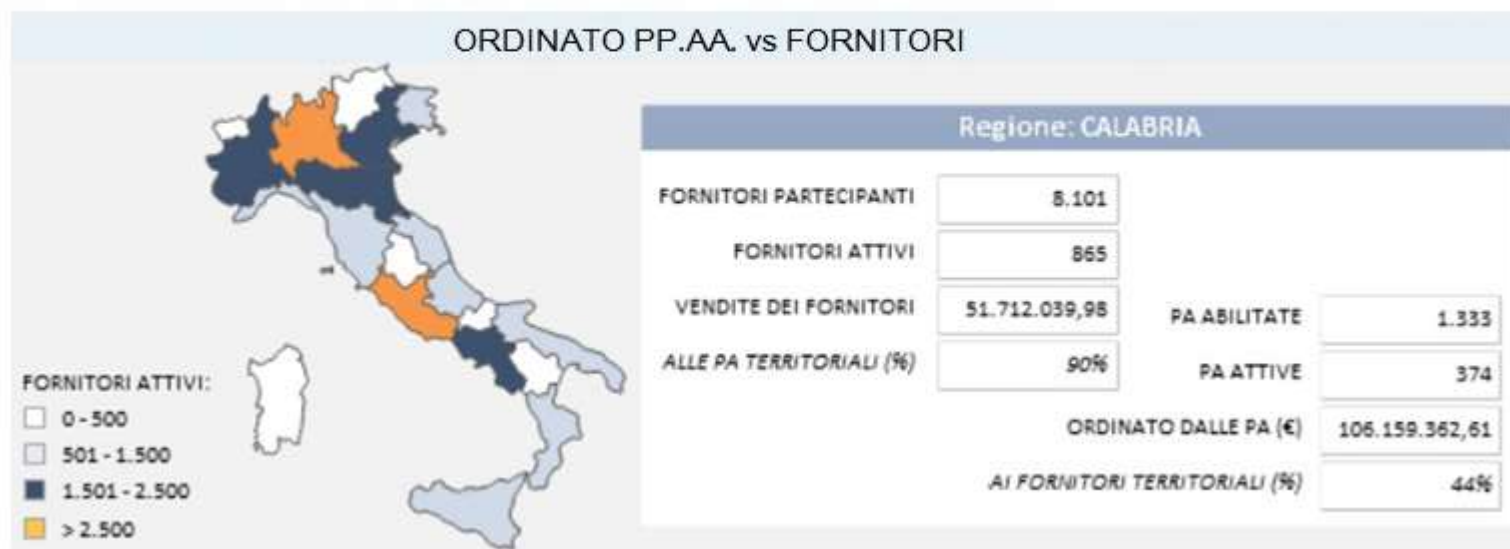 ORDINATO PP.AA. vs FORNITORI
Regione: CALABRIA
FORNITORI PARTECIPANTI 8.101
FORNITORI ATTIVI 865
VENDITE DEI FORNITORI 51.712.039,98 PA ABILITATE 1.333
ALLE PA TERRITORIALI (%) 90% PA ATTIVE 374
ORDINATO DALLE PA (€) 106.159.362,61
AI FORNITORI TERRITORIALI (%) 44%
FORNITORI ATTIVI:
0 - 500
501 - 1.500
1.501 - 2.500
> 2.500